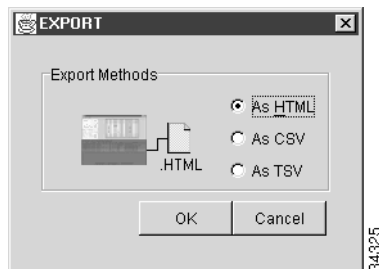 EXPORT
Export Methods
As HTML
As CSV
.HTML
As TSV
OK
Cancel
34325